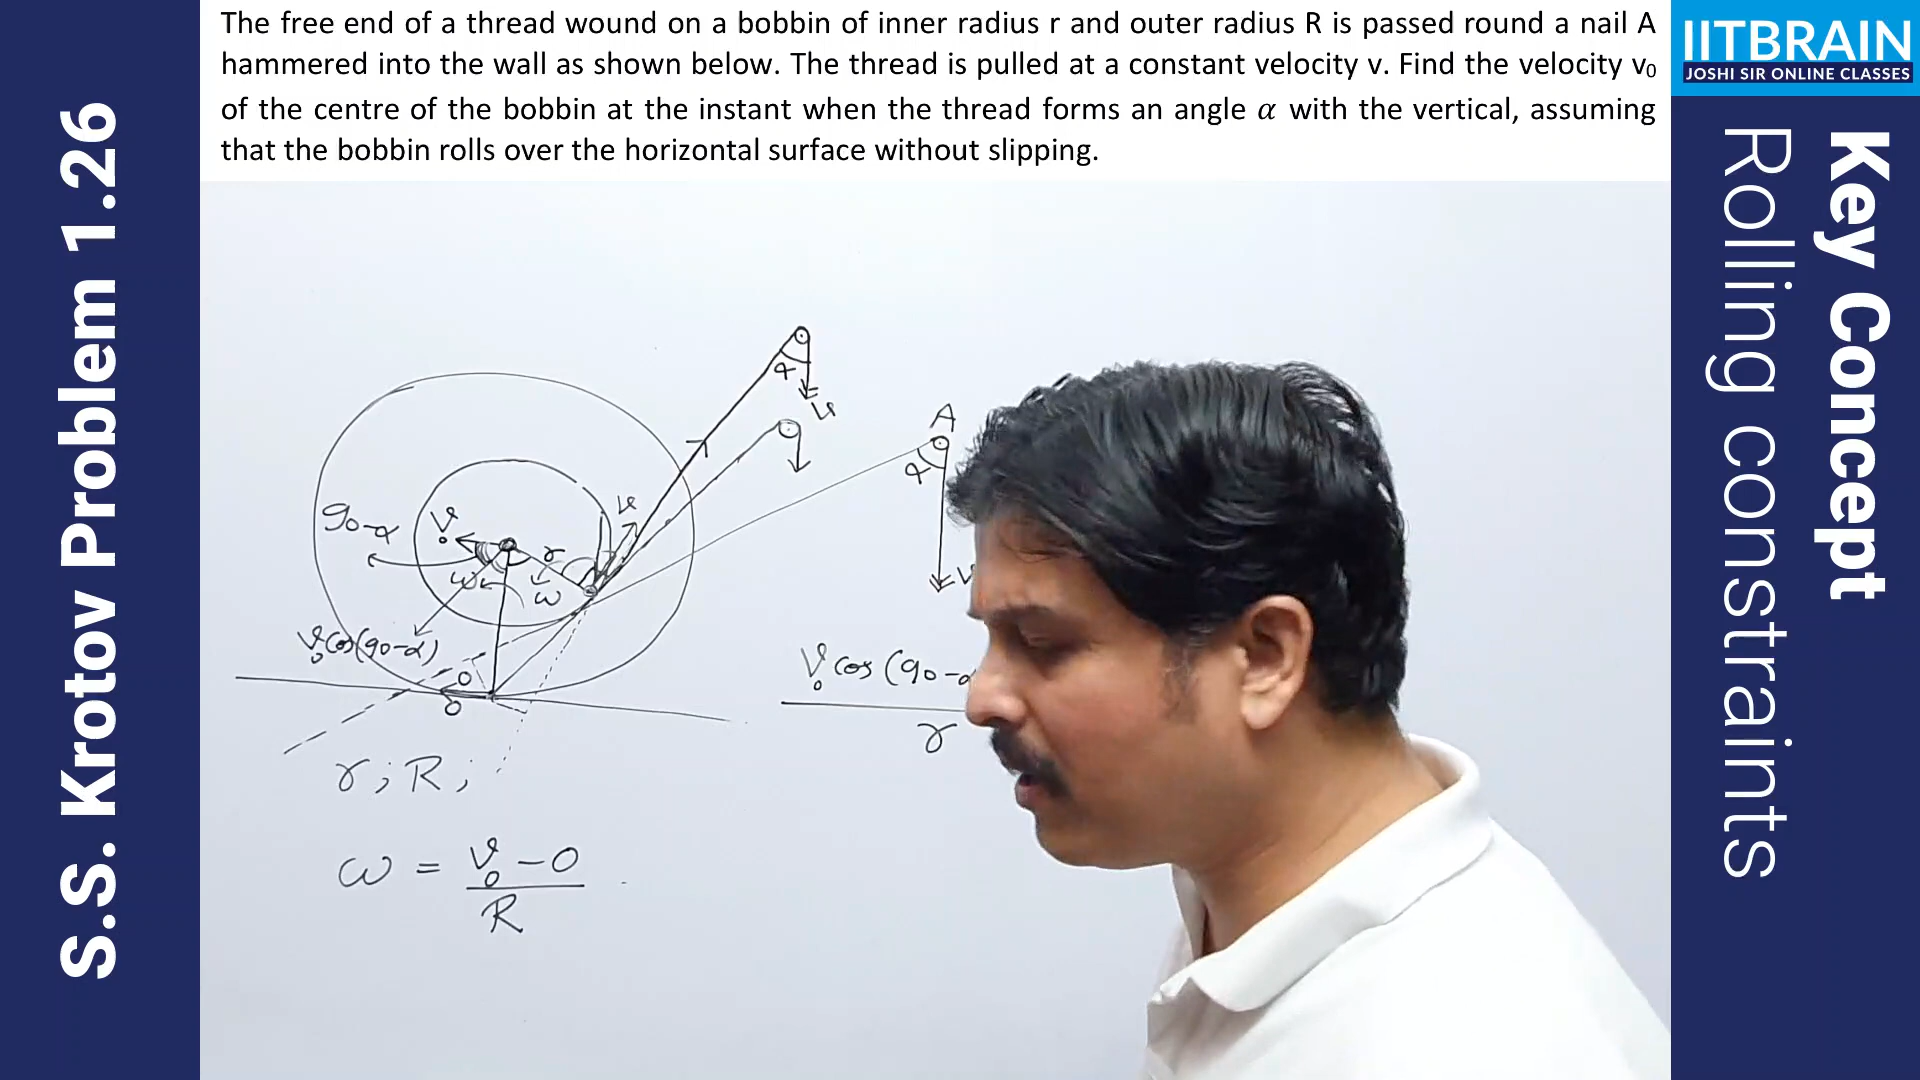 The free end of a thread wound on a bobbin of inner radius r and outer radius R is passed round a nail A
hammered into the wall as shown below. The thread is pulled at a constant velocity v. Find the velocity v₀
of the centre of the bobbin at the instant when the thread forms an angle α with the vertical, assuming
that the bobbin rolls over the horizontal surface without slipping.
IITBRAIN
JOSHI SIR ONLINE CLASSES
S.S. Krotov Problem 1.26
Key Concept
Rolling constraints
α
v
A
α
v
90-α
v₀
r
v
ω
ω
v₀cos(90-α)
0
0
v₀ cos (90-α
r
r ; R ;
ω = v₀ - 0
R